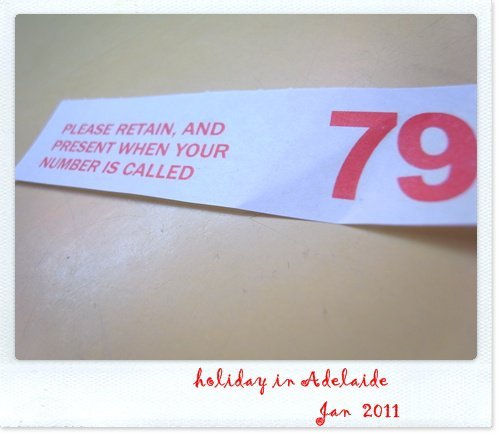 PLEASE RETAIN, AND
PRESENT WHEN YOUR
NUMBER IS CALLED
79
holiday in Adelaide
Jan 2011